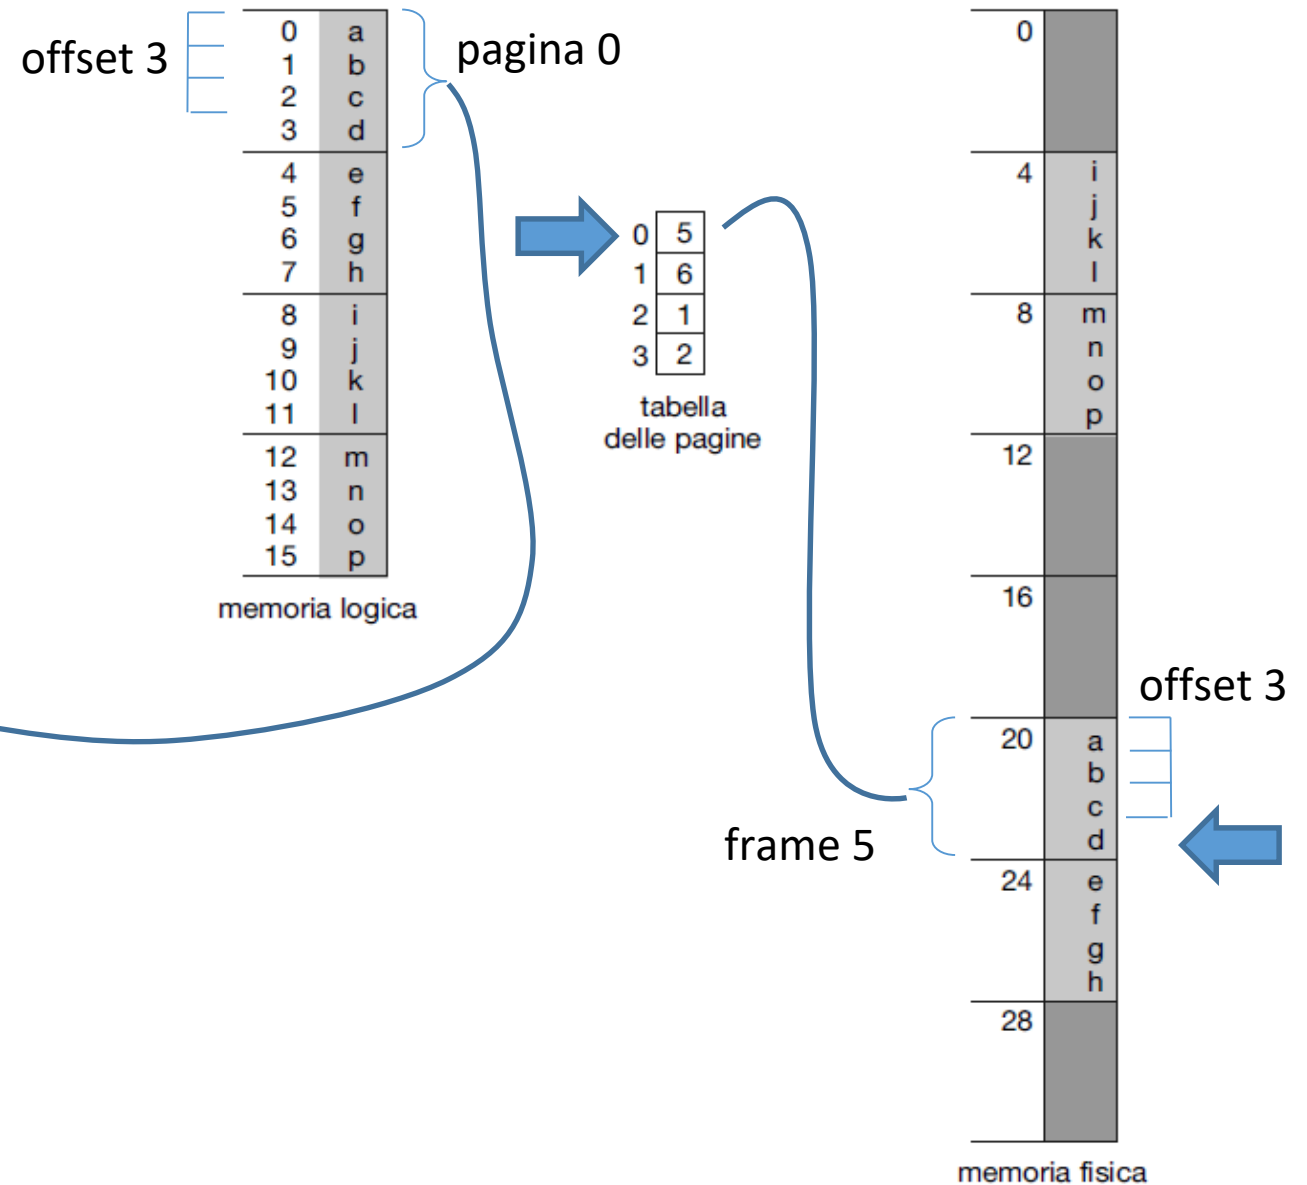 offset 3
0 a
1 b
2 c
3 d
pagina 0
4 e
5 f
6 g
7 h
8 i
9 j
10 k
11 l
12 m
13 n
14 o
15 p
memoria logica
0 5
1 6
2 1
3 2
tabella
delle pagine
0
4 i
j
k
l
8 m
n
o
p
12
16
offset 3
20 a
b
c
d
frame 5
24 e
f
g
h
28
memoria fisica